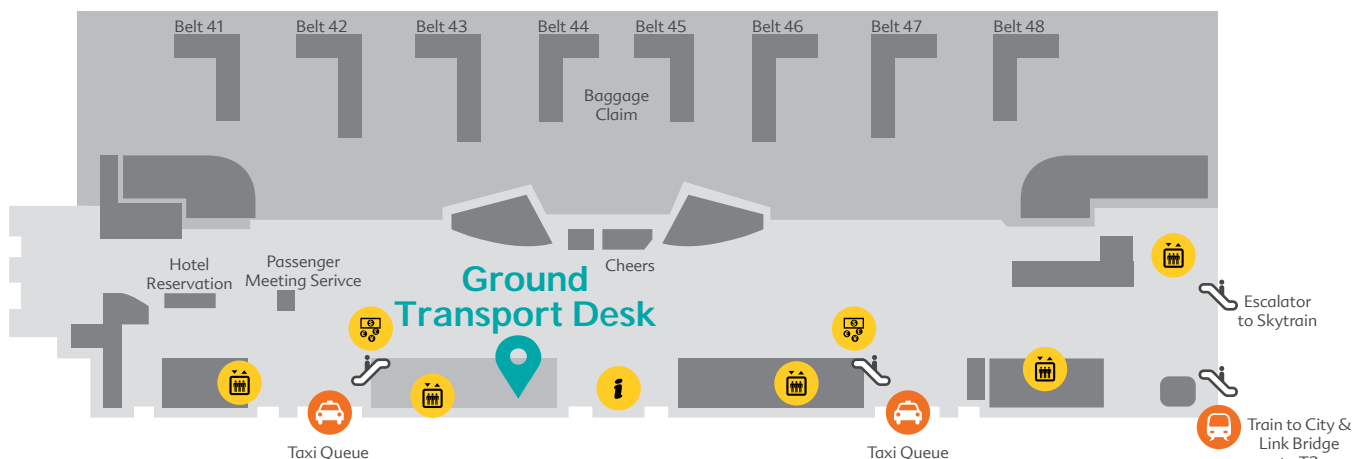 Belt 41
Belt 42
Belt 43
Belt 44
Belt 45
Belt 46
Belt 47
Belt 48
Baggage
Claim
Hotel
Reservation
Passenger
Meeting Serivce
Ground
Transport Desk
Cheers
Escalator
to Skytrain
i
Taxi Queue
Taxi Queue
Train to City &
Link Bridge